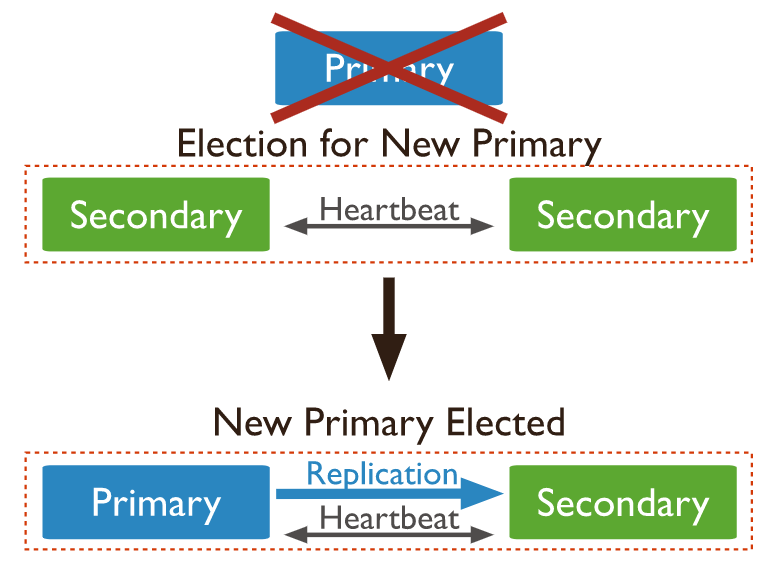 Primary
Election for New Primary
Secondary
Heartbeat
Secondary
New Primary Elected
Primary
Replication
Heartbeat
Secondary